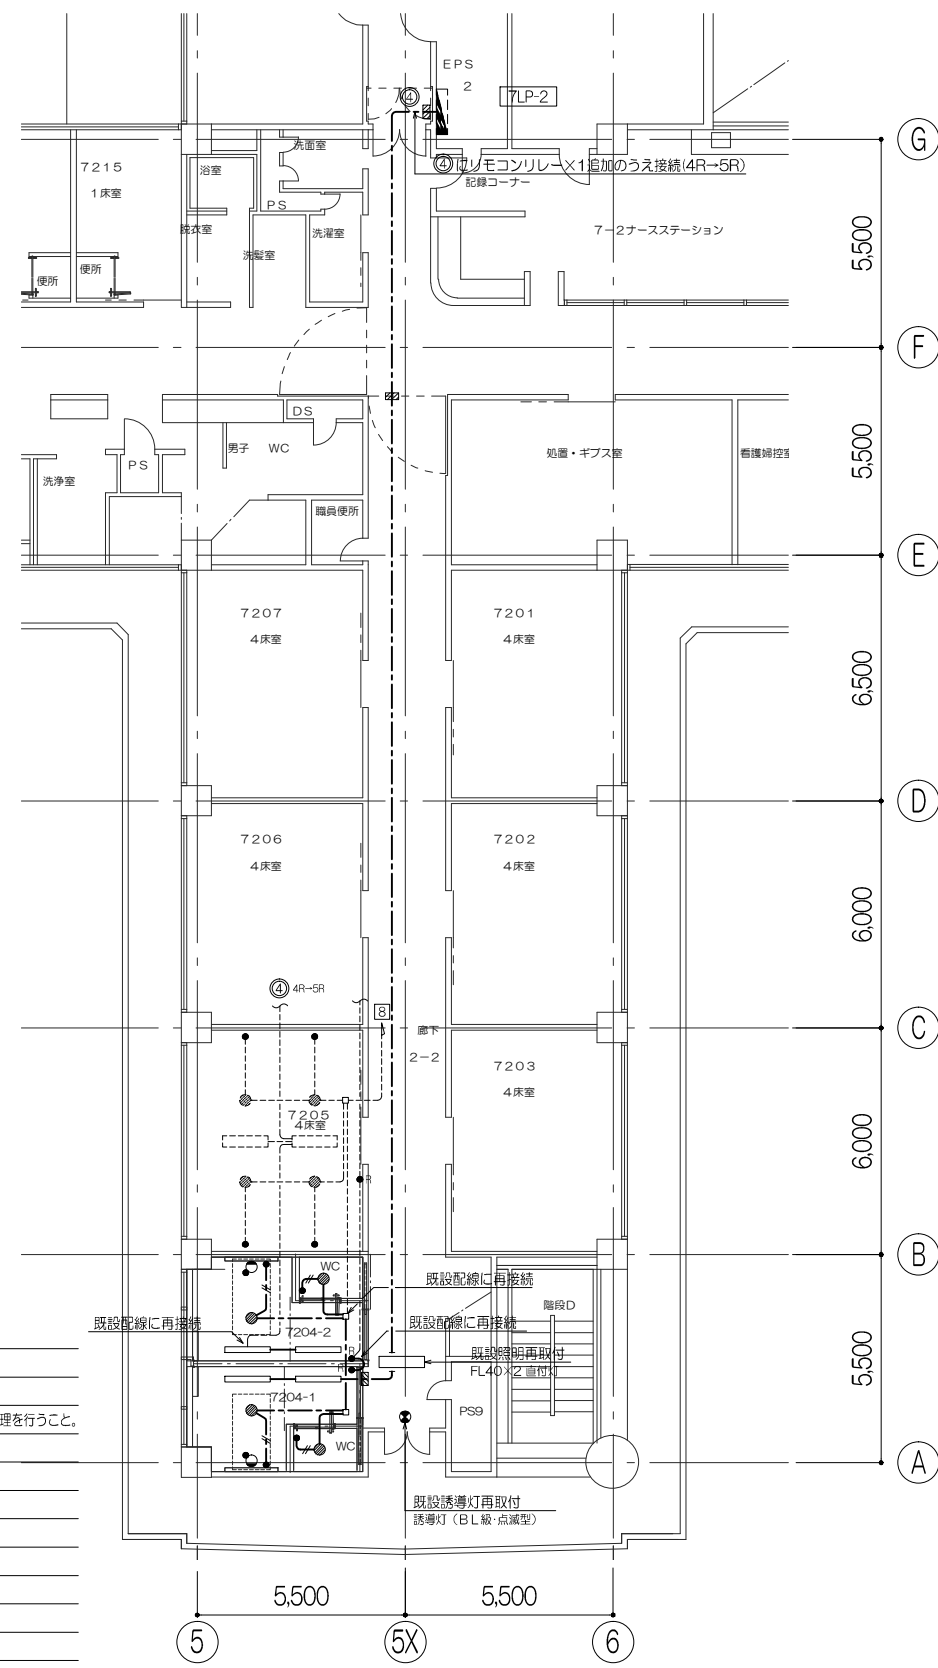 EPS
2
④
7LP-2
G
④にリモコンリレー×1追加のうえ接続(4R→5R)
記録コーナー
洗面室
浴室
7215
1床室
PS
脱衣室
洗髪室
洗濯室
7-2ナースステーション
5,500
便所
便所
F
DS
男子 WC
処置・ギプス室
看護婦控室
5,500
PS
洗浄室
職員便所
E
7207
4床室
7201
4床室
6,500
D
7206
4床室
7202
4床室
6,000
④ 4R→5R
8
廊下
2-2
C
7203
4床室
7205
4床室
6,000
R
B
WC
既設配線に再接続
階段D
既設配線に再接続
7204-2
既設配線に再接続
R
R
既設照明再取付
FL40×2 直付灯
5,500
7204-1
PS9
理を行うこと。
WC
A
既設誘導灯再取付
誘導灯（BL級・点滅型）
5,500
5,500
5
5X
6